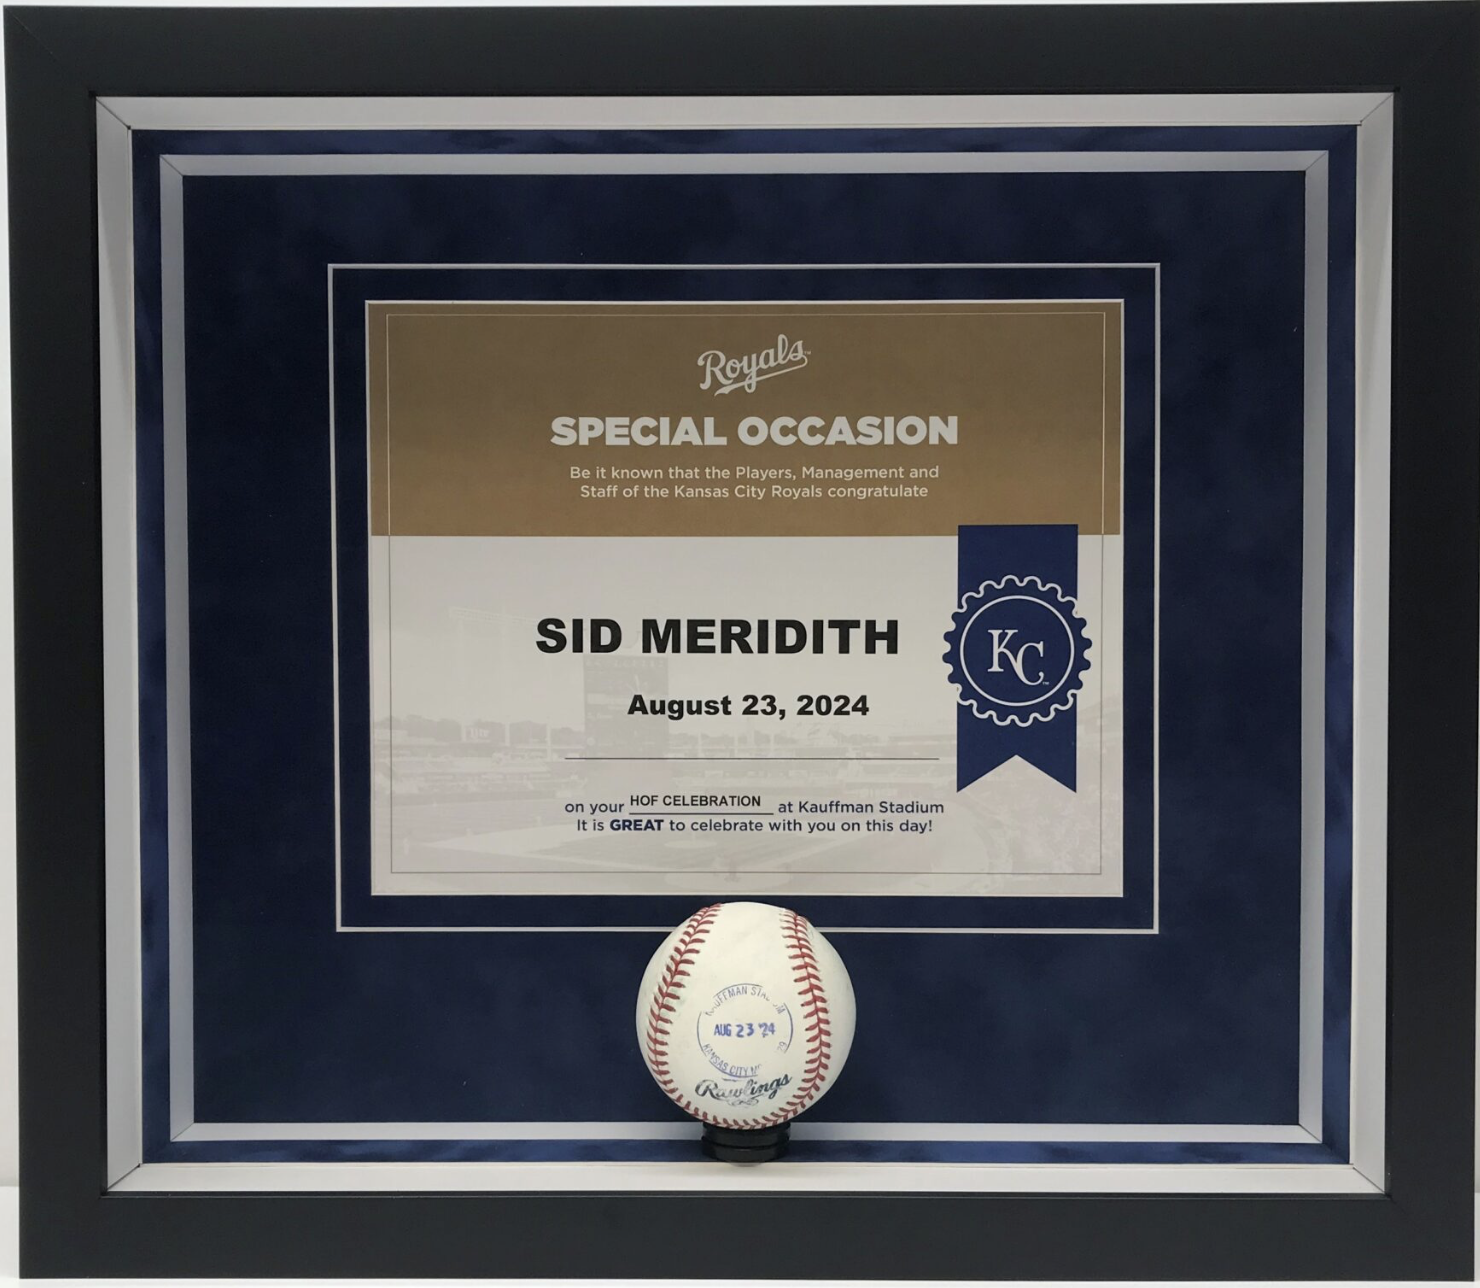 Royals
SPECIAL OCCASION
Be it known that the Players, Management and
Staff of the Kansas City Royals congratulate
KC
SID MERIDITH
August 23, 2024
on your HOF CELEBRATION at Kauffman Stadium
It is GREAT to celebrate with you on this day!
AUG 23 '24
KANSAS CITY
Rawlings